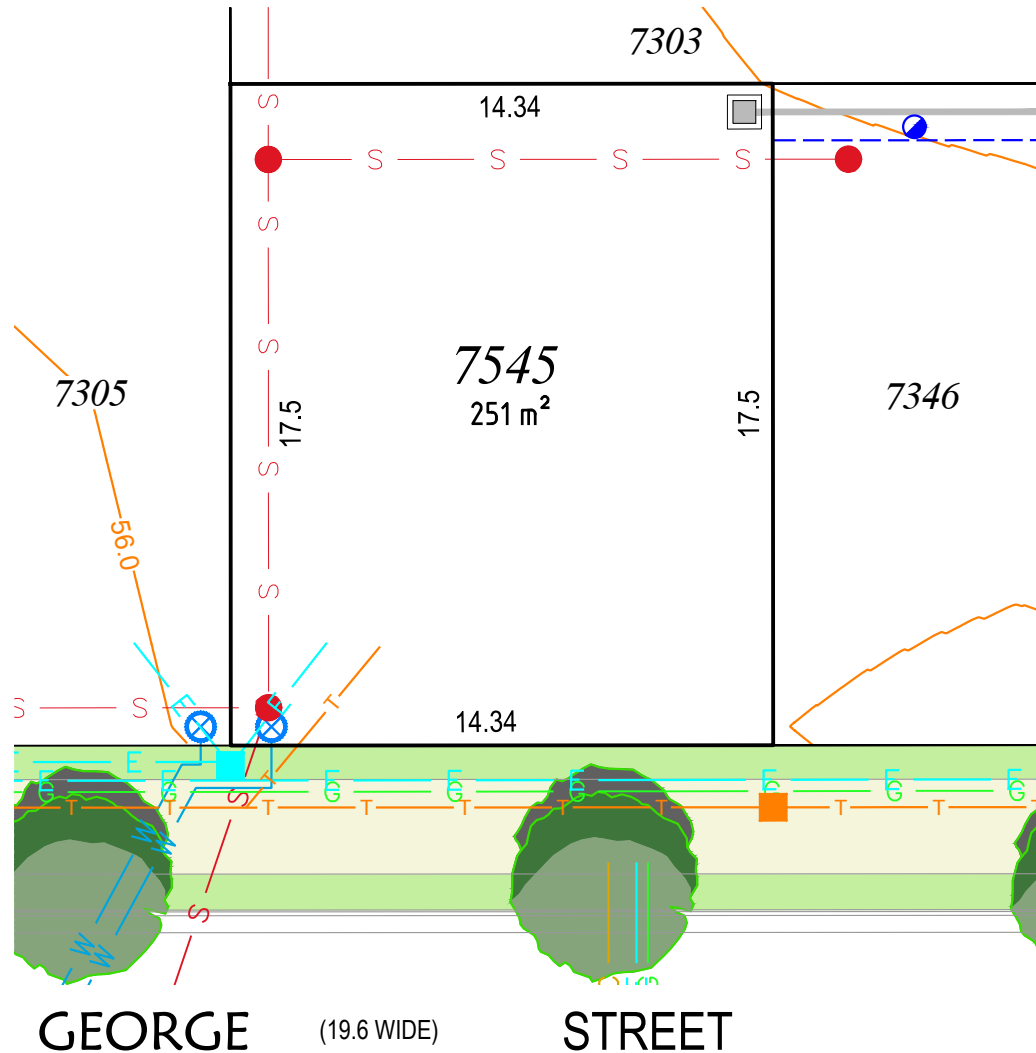 7303
S
14.34
S S S S
S
S
7545
251 m²
7305
7346
17.5
17.5
S
56.0
S
S S
E E T
14.34
E T
E E E E E
G G G G G
T T T T T T T T
S
W W
S
W W
GEORGE (19.6 WIDE) STREET